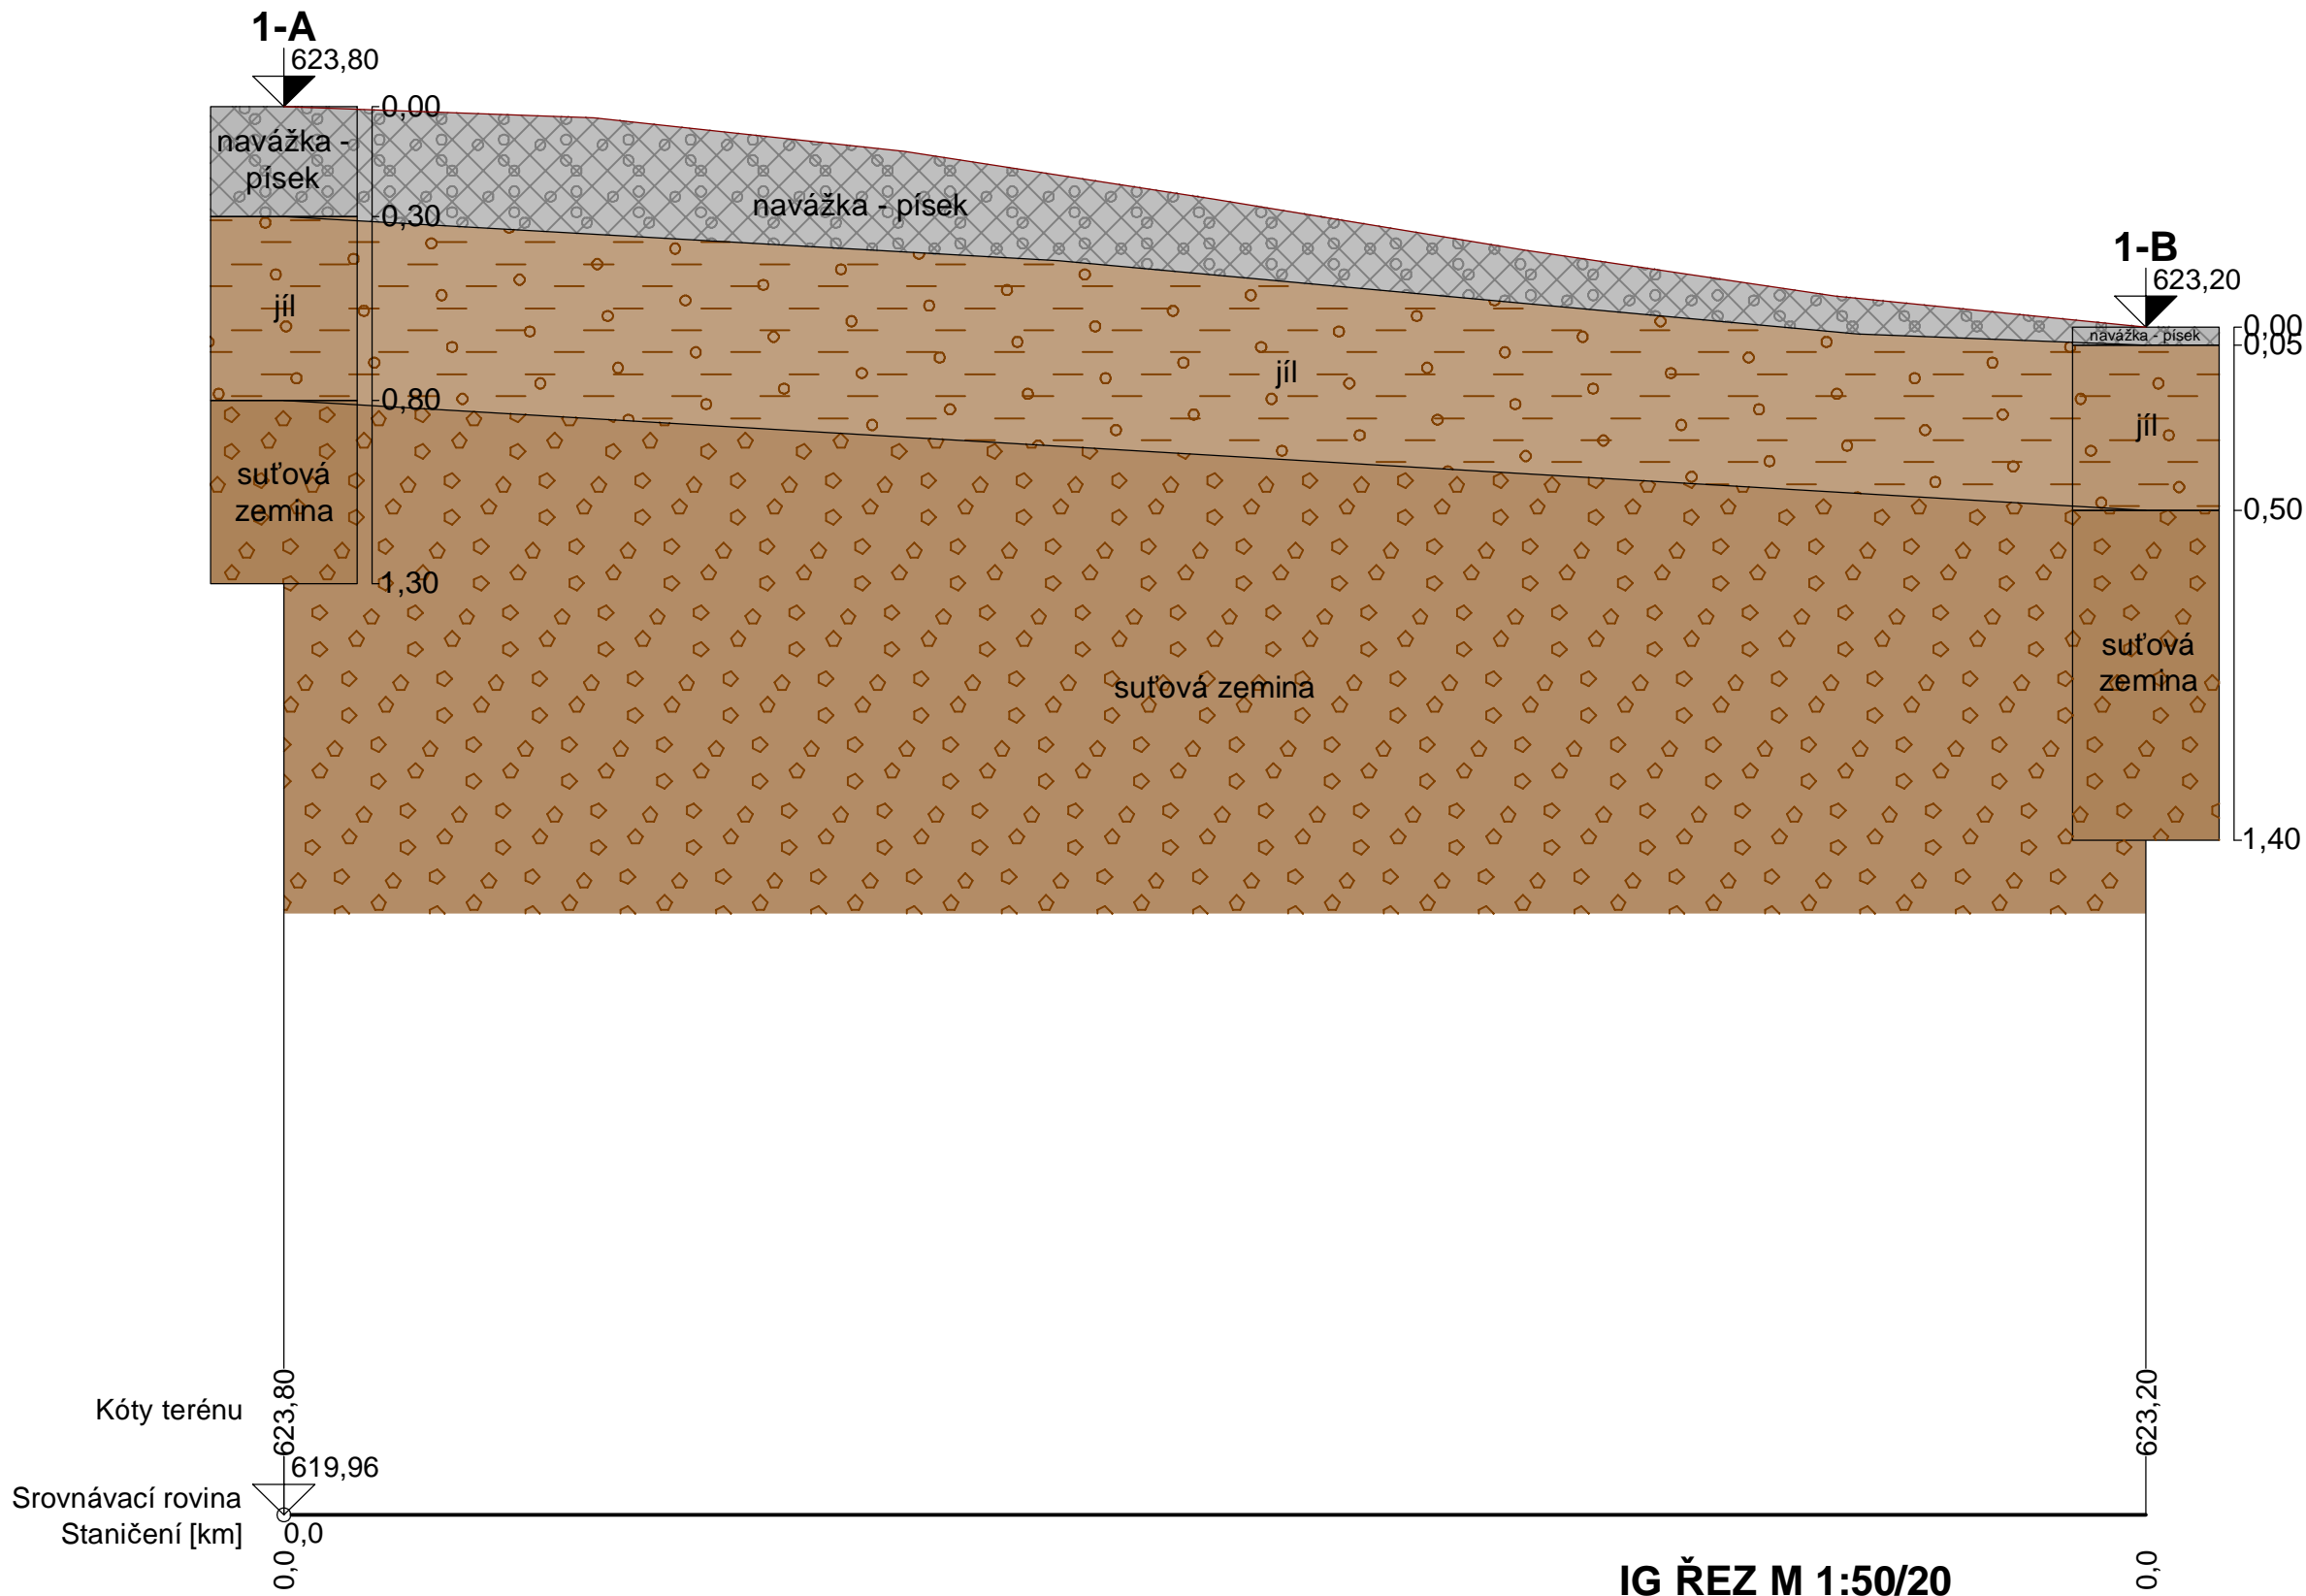 1-A
623,80
0,00
navážka -
písek
navážka - písek
0,30
1-B
623,20
0,00
navážka - písek
0,05
jíl
jíl
jíl
0,80
suťová
zemina
0,50
1,30
suťová zemina
suťová
zemina
1,40
Kóty terénu
623,80
623,20
619,96
Srovnávací rovina
Staničení [km]
0,0
0,0
0,0
IG ŘEZ M 1:50/20